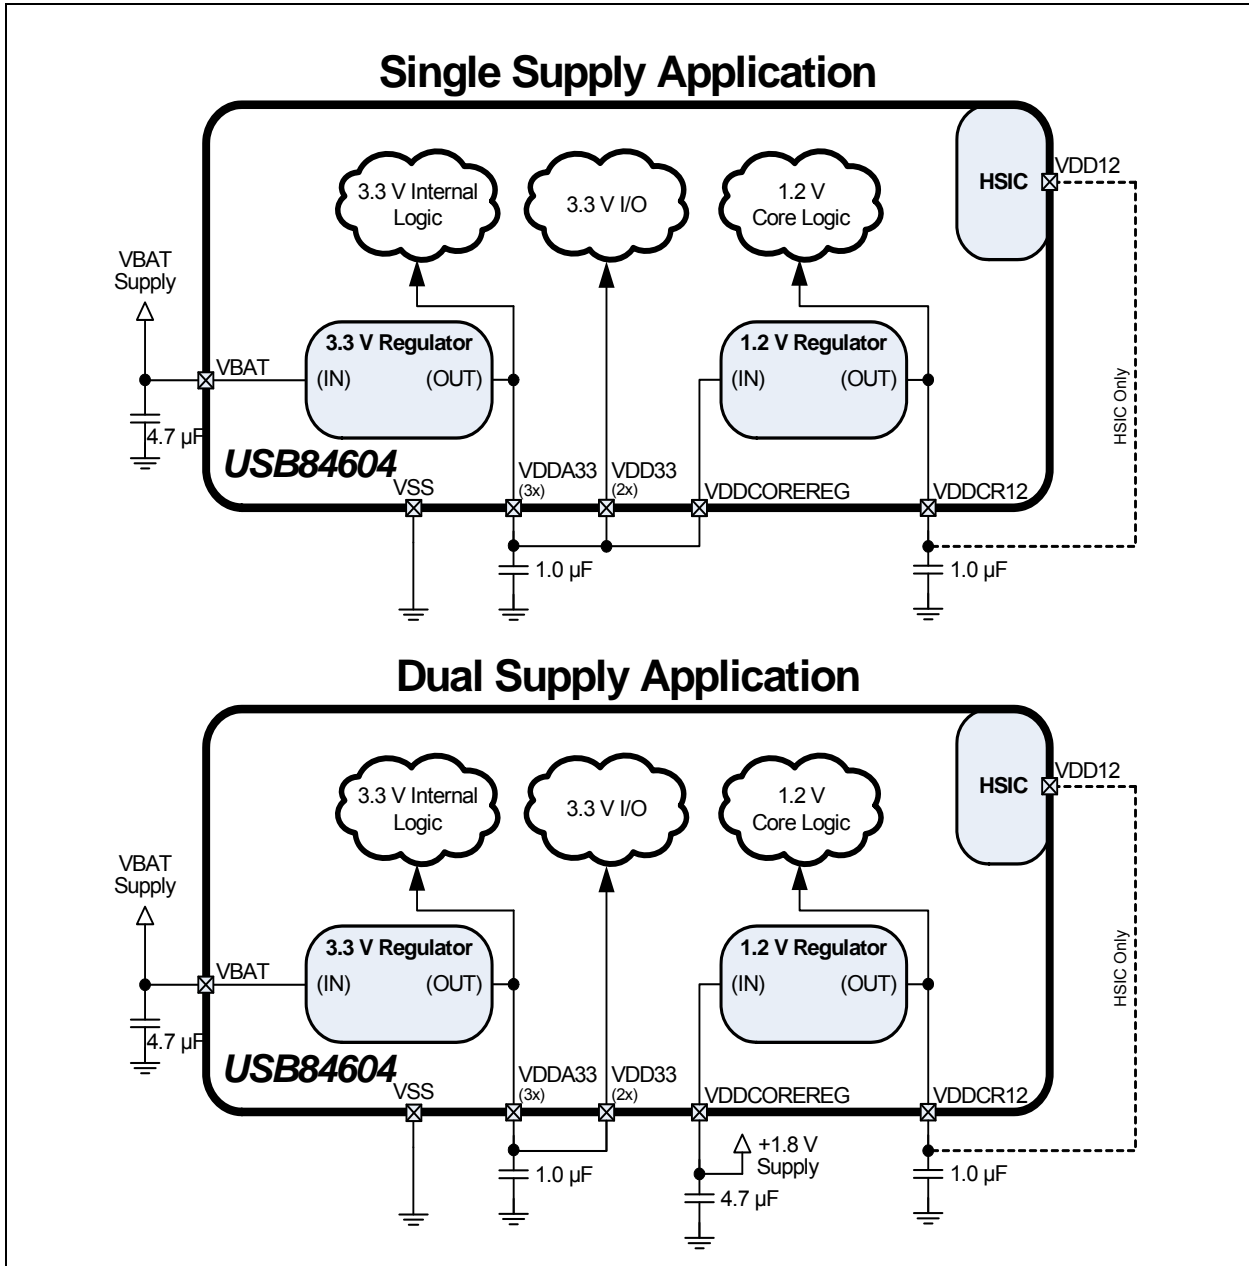 Single Supply Application
HSIC
VDD12
3.3 V Internal
Logic
3.3 V I/O
1.2 V
Core Logic
VBAT
Supply
3.3 V Regulator
1.2 V Regulator
VBAT
(IN)
(OUT)
(IN)
(OUT)
HSIC Only
4.7 µF
USB84604
VSS
VDDA33
(3x)
VDD33
(2x)
VDDCOREREG
VDDCR12
1.0 µF
1.0 µF
Dual Supply Application
HSIC
VDD12
3.3 V Internal
Logic
3.3 V I/O
1.2 V
Core Logic
VBAT
Supply
3.3 V Regulator
1.2 V Regulator
VBAT
(IN)
(OUT)
(IN)
(OUT)
HSIC Only
4.7 µF
USB84604
VSS
VDDA33
(3x)
VDD33
(2x)
VDDCOREREG
VDDCR12
+1.8 V
Supply
1.0 µF
4.7 µF
1.0 µF